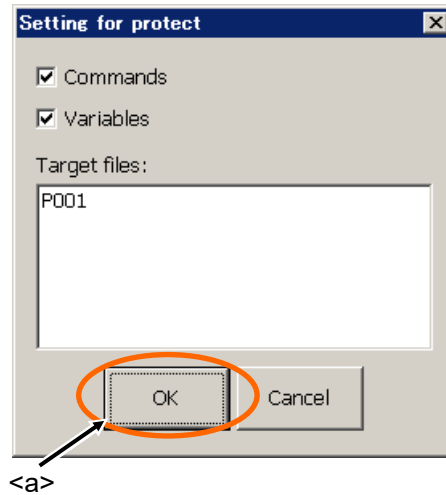 Setting for protect
Commands
Variables
Target files:
P001
OK Cancel
<a>